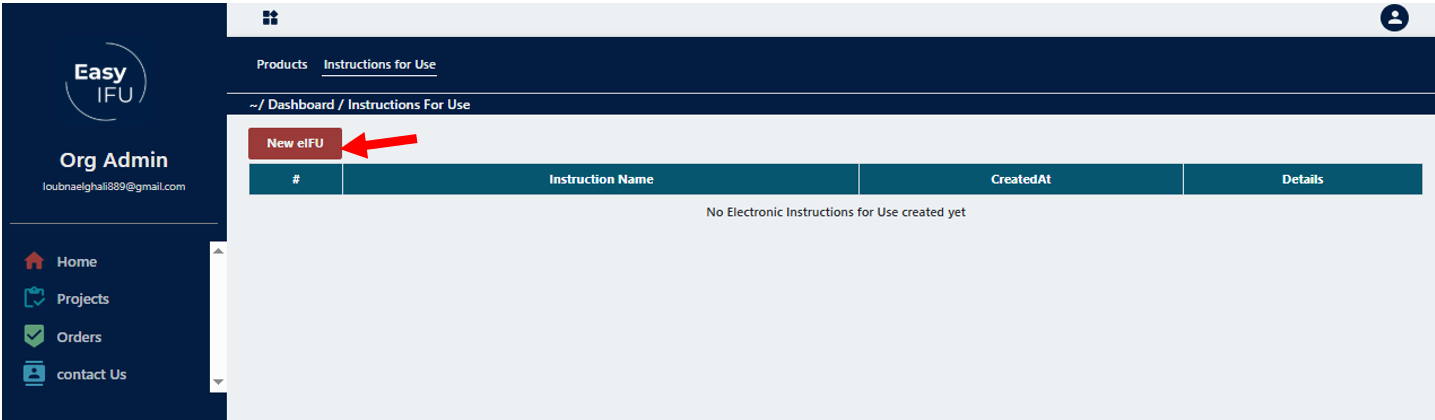 Easy
IFU
Org Admin
loubnaelghali889@gmail.com
Home
Projects
Orders
contact Us
Products Instructions for Use
~/ Dashboard / Instructions For Use
New eIFU
# Instruction Name CreatedAt Details
No Electronic Instructions for Use created yet